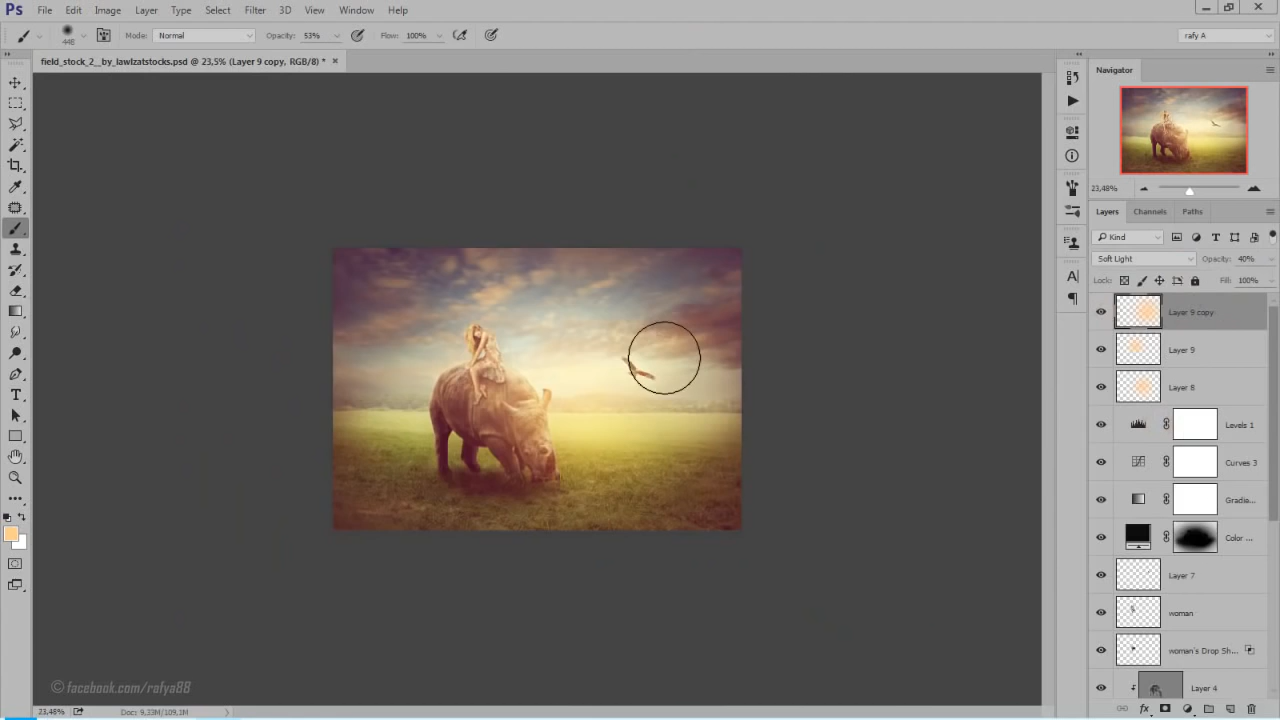 Ps File Edit Image Layer Type Select Filter 3D View Window Help
448 Mode: Normal Opacity: 53% Flow: 100% rafy A
field_stock_2__by_lawlzatstocks.psd @ 23,5% (Layer 9 copy, RGB/8) * ×
Navigator
23,48%
Layers Channels Paths
Kind
Soft Light Opacity: 40%
Lock: Fill: 100%
Layer 9 copy
Layer 9
Layer 8
Levels 1
Curves 3
Gradie...
Color ...
Layer 7
woman
woman's Drop Sh...
Layer 4
© facebook.com/rafya88
23,48% Doc: 9,33M/109,1M